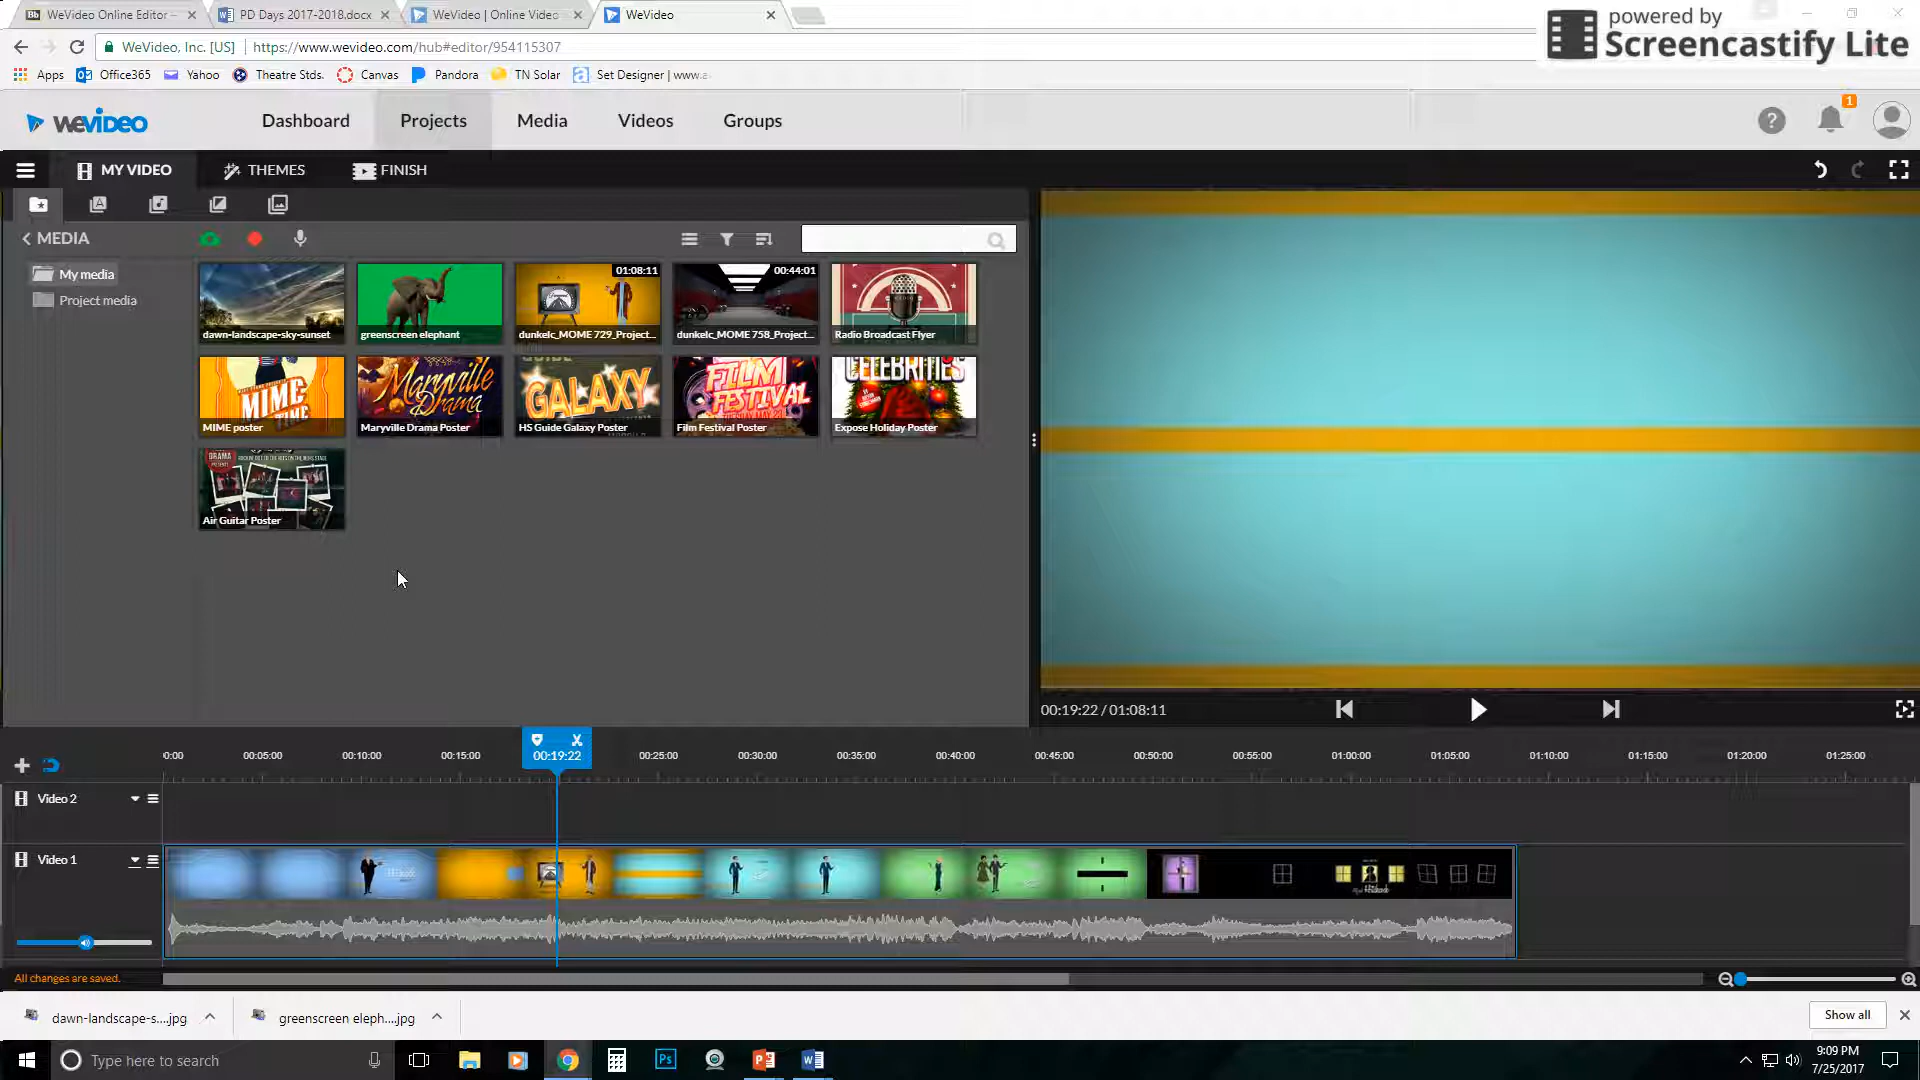 WeVideo Online Editor –
PD Days 2017-2018.docx
WeVideo | Online Video
WeVideo
powered by
Screencastify Lite
WeVideo, Inc. [US]
https://www.wevideo.com/hub#editor/954115307
Apps
Office365
Yahoo
Theatre Stds.
Canvas
Pandora
TN Solar
Set Designer | www.a
WEVIDEO
Dashboard
Projects
Media
Videos
Groups
1
MY VIDEO
THEMES
FINISH
MEDIA
My media
Project media
dawn-landscape-sky-sunset
greenscreen elephant
01:08:11
dunkelc_MOME 729_Project...
00:44:01
dunkelc_MOME 758_Project...
RADIO
Radio Broadcast Flyer
MIME
TIME
MIME poster
Maryville
Drama
Maryville Drama Poster
GUIDE
GALAXY
HS Guide Galaxy Poster
FILM
FESTIVAL
Film Festival Poster
CELEBRITIES
Expose Holiday Poster
DRAMA
Air Guitar Poster
00:19:22 / 01:08:11
00:19:22
0:00
00:05:00
00:10:00
00:15:00
00:25:00
00:30:00
00:35:00
00:40:00
00:45:00
00:50:00
00:55:00
01:00:00
01:05:00
01:10:00
01:15:00
01:20:00
01:25:00
Video 2
Video 1
All changes are saved.
dawn-landscape-s....jpg
greenscreen eleph....jpg
Show all
Type here to search
9:09 PM
7/25/2017